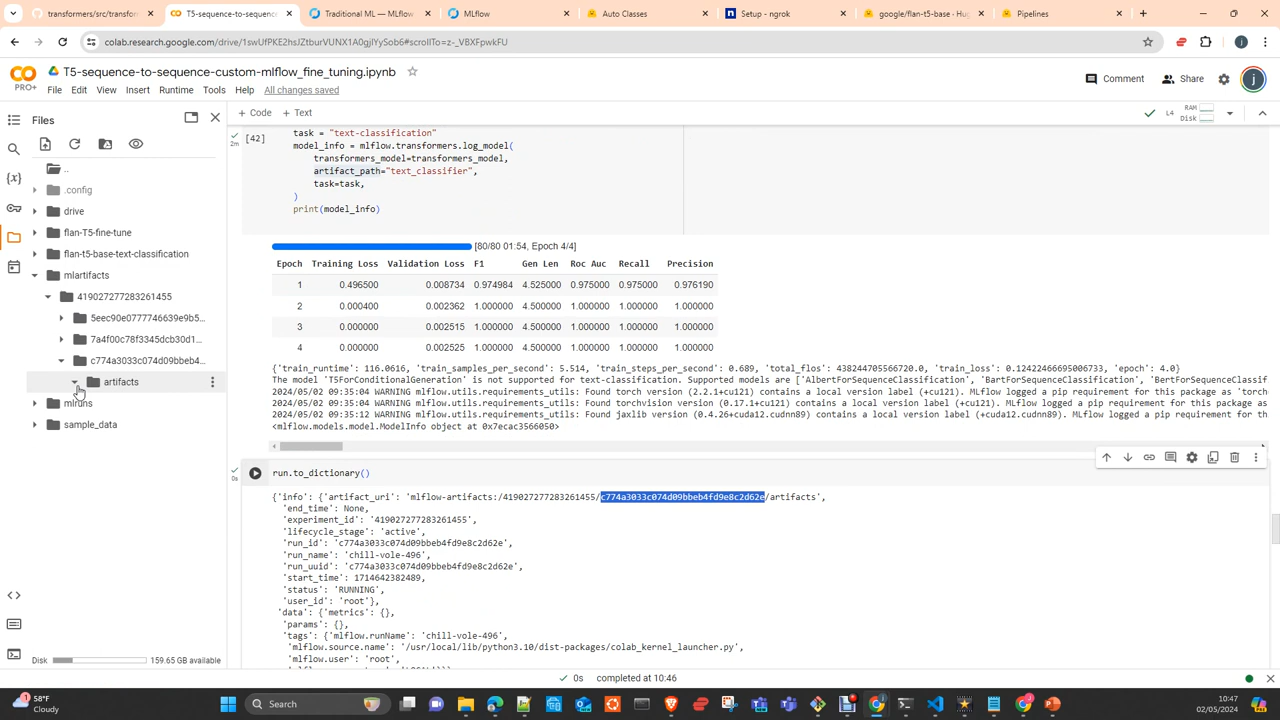 transformers/src/transform
T5-sequence-to-sequence
Traditional ML — MLflow
MLflow
Auto Classes
Setup - ngrok
google/flan-t5-base · Hug
Pipelines
colab.research.google.com/drive/1swUfPKE2hsJZtburVUNX1A0gjlYySob6#scrollTo=z-_VBXFpwkFU
T5-sequence-to-sequence-custom-mlflow_fine_tuning.ipynb
PRO+
File Edit View Insert Runtime Tools Help All changes saved
Comment Share j
Files
+ Code + Text
L4 RAM Disk
..
.config
drive
flan-T5-fine-tune
flan-t5-base-text-classification
mlartifacts
419027277283261455
5eec90e0777746639e9b5...
7a4f00c78f3345dcb30d1...
c774a3033c074d09bbeb4...
artifacts
mlruns
sample_data
Disk 159.65 GB available
[42]
2m
task = "text-classification"
model_info = mlflow.transformers.log_model(
transformers_model=transformers_model,
artifact_path="text_classifier",
task=task,
)
print(model_info)
[80/80 01:54, Epoch 4/4]
Epoch Training Loss Validation Loss F1 Gen Len Roc Auc Recall Precision
1 0.496500 0.008734 0.974984 4.525000 0.975000 0.975000 0.976190
2 0.000400 0.002362 1.000000 4.500000 1.000000 1.000000 1.000000
3 0.000000 0.002515 1.000000 4.500000 1.000000 1.000000 1.000000
4 0.000000 0.002525 1.000000 4.500000 1.000000 1.000000 1.000000
{'train_runtime': 116.0616, 'train_samples_per_second': 5.514, 'train_steps_per_second': 0.689, 'total_flos': 438244705566720.0, 'train_loss': 0.12422466695006733, 'epoch': 4.0}
The model 'T5ForConditionalGeneration' is not supported for text-classification. Supported models are ['AlbertForSequenceClassification', 'BartForSequenceClassification', 'BertForSequenceClassificatio
2024/05/02 09:35:04 WARNING mlflow.utils.requirements_utils: Found torch version (2.2.1+cu121) contains a local version label (+cu121). MLflow logged a pip requirement for this package as 'torch
2024/05/02 09:35:04 WARNING mlflow.utils.requirements_utils: Found torchvision version (0.17.1+cu121) contains a local version label (+cu121). MLflow logged a pip requirement for this package as
2024/05/02 09:35:12 WARNING mlflow.utils.requirements_utils: Found jaxlib version (0.4.26+cuda12.cudnn89) contains a local version label (+cuda12.cudnn89). MLflow logged a pip requirement for th
<mlflow.models.model.ModelInfo object at 0x7ecac3566050>
0s
run.to_dictionary()
{'info': {'artifact_uri': 'mlflow-artifacts:/419027277283261455/c774a3033c074d09bbeb4fd9e8c2d62e/artifacts',
'end_time': None,
'experiment_id': '419027277283261455',
'lifecycle_stage': 'active',
'run_id': 'c774a3033c074d09bbeb4fd9e8c2d62e',
'run_name': 'chill-vole-496',
'run_uuid': 'c774a3033c074d09bbeb4fd9e8c2d62e',
'start_time': 1714642382489,
'status': 'RUNNING',
'user_id': 'root'},
'data': {'metrics': {},
'params': {},
'tags': {'mlflow.runName': 'chill-vole-496',
'mlflow.source.name': '/usr/local/lib/python3.10/dist-packages/colab_kernel_launcher.py',
'mlflow.user': 'root',
0s completed at 10:46
58°F
Cloudy
Search
10:47
02/05/2024